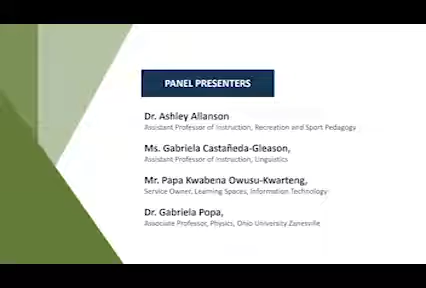 PANEL PRESENTERS
Dr. Ashley Allanson
Assistant Professor of Instruction, Recreation and Sport Pedagogy
Ms. Gabriela Castañeda-Gleason,
Assistant Professor of Instruction, Linguistics
Mr. Papa Kwabena Owusu-Kwarteng,
Service Owner, Learning Spaces, Information Technology
Dr. Gabriela Popa,
Associate Professor, Physics, Ohio University Zanesville